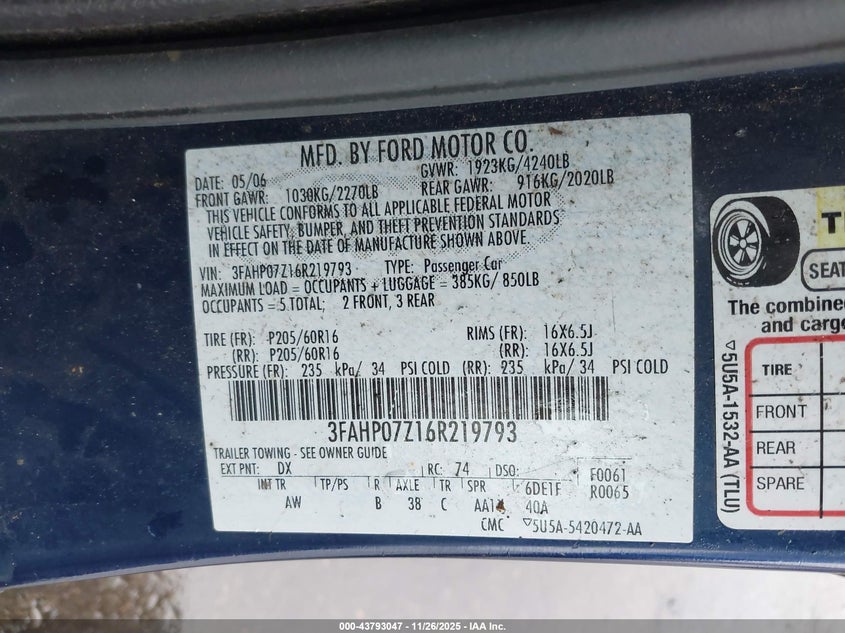 MFD. BY FORD MOTOR CO.
DATE: 05/06 GVWR: 1923KG/4240LB
FRONT GAWR: 1030KG/2270LB REAR GAWR: 916KG/2020LB
THIS VEHICLE CONFORMS TO ALL APPLICABLE FEDERAL MOTOR
VEHICLE SAFETY, BUMPER, AND THEFT PREVENTION STANDARDS
IN EFFECT ON THE DATE OF MANUFACTURE SHOWN ABOVE.
VIN: 3FAHP07Z16R219793 TYPE: Passenger Car
MAXIMUM LOAD = OCCUPANTS + LUGGAGE = 385KG/ 850LB
OCCUPANTS = 5 TOTAL; 2 FRONT, 3 REAR
TIRE (FR): P205/60R16 RIMS (FR): 16X6.5J
(RR): P205/60R16 (RR): 16X6.5J
PRESSURE (FR): 235 kPa/ 34 PSI COLD (RR): 235 kPa/ 34 PSI COLD
3FAHP07Z16R219793
TRAILER TOWING - SEE OWNER GUIDE
EXT PNT: DX RC: 74 DSO: F0061
INT TR TP/PS R AXLE TR SPR 6DE1F R0065
AW B 38 C 40A
CMC ▽5U5A-5420472-AA
▽5U5A-1532-AA (TLU)
SEAT
The combine
and carg
TIRE
FRONT
REAR
SPARE
000-43793047 - 11/26/2025 - IAA Inc.